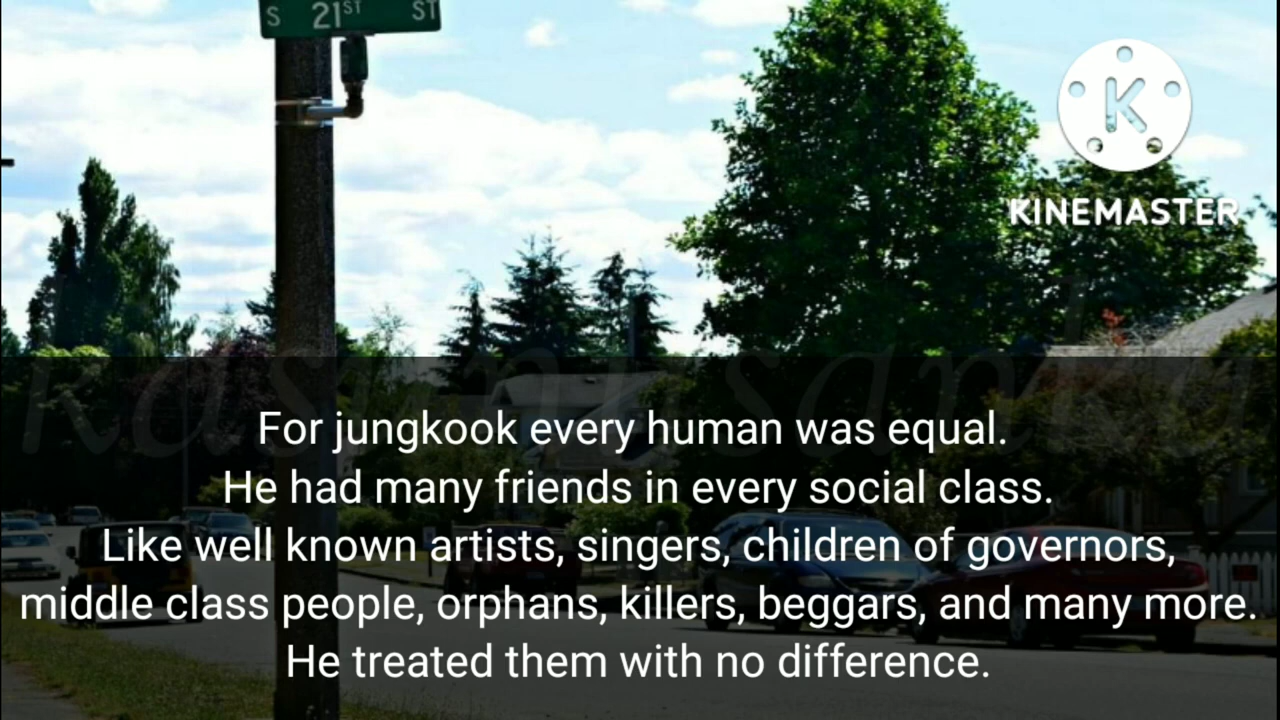 S 21ST ST
K
KINEMASTER
For jungkook every human was equal.
He had many friends in every social class.
Like well known artists, singers, children of governors,
middle class people, orphans, killers, beggars, and many more.
He treated them with no difference.